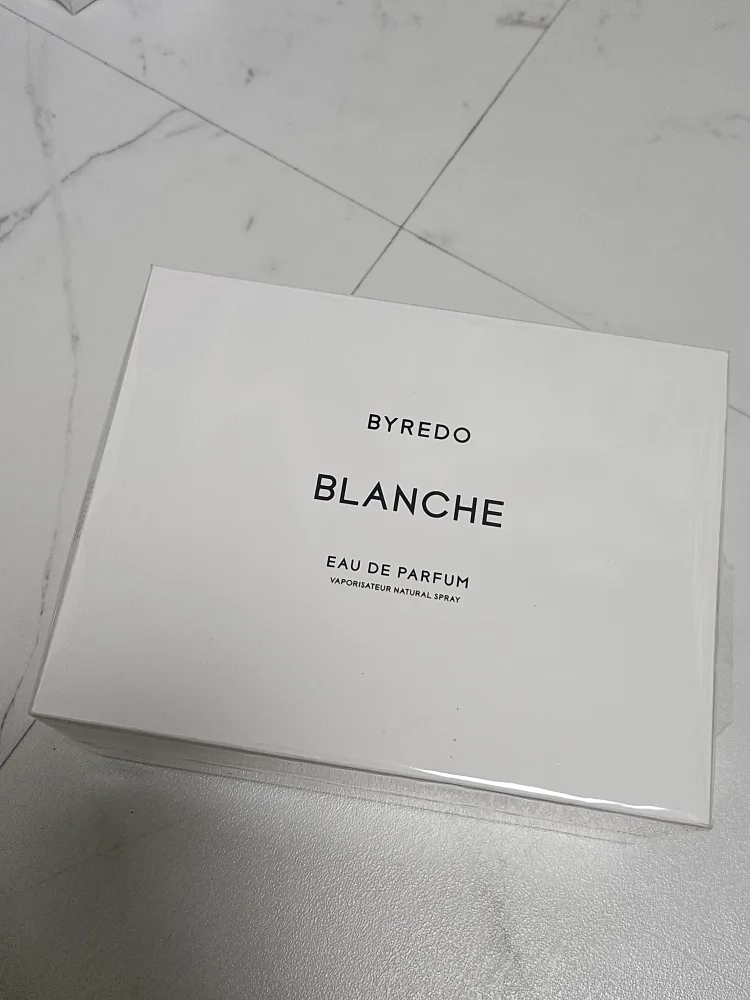 BYREDO
BLANCHE
EAU DE PARFUM
VAPORISATEUR NATURAL SPRAY